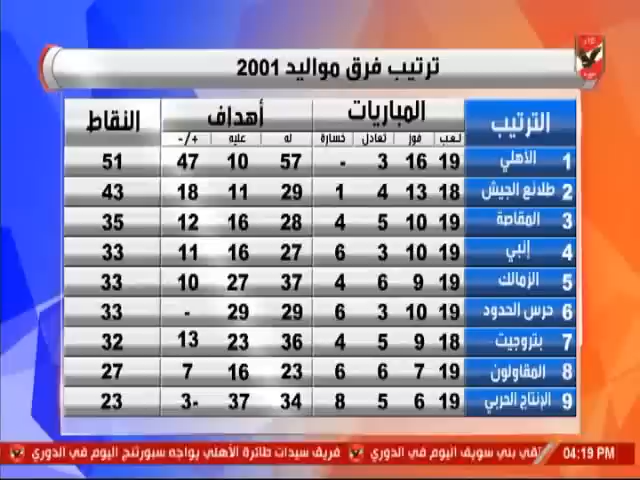 ترتيب فرق مواليد 2001
الترتيب المباريات أهداف النقاط
لعب فوز تعادل خسارة له عليه +/-
1 الأهلي 19 16 3 - 57 10 47 51
2 طلائع الجيش 18 13 4 1 29 11 18 43
3 المقاصة 19 10 5 4 28 16 12 35
4 إنبي 19 10 3 6 27 16 11 33
5 الزمالك 19 9 6 4 37 27 10 33
6 حرس الحدود 19 10 3 6 29 29 - 33
7 بتروجيت 18 9 5 4 36 23 13 32
8 المقاولون 19 7 6 6 23 16 7 27
9 الإنتاج الحربي 19 6 5 8 34 37 -3 23
تقي بني سويف اليوم في الدوري فريق سيدات طائرة الأهلي يواجه سبورتنج اليوم في الدوري
04:19 PM